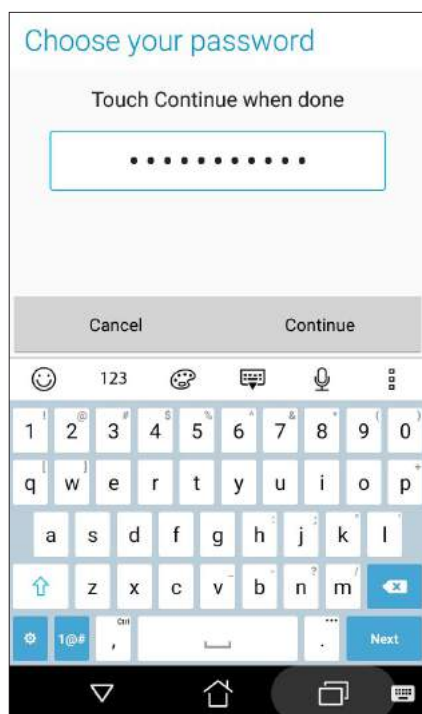 Choose your password
Touch Continue when done
•••••••••••
Cancel Continue
123
! @ # $ % ^ & * ( )
1 2 3 4 5 6 7 8 9 0
[ ] +
q w e r t y u i o p
: ; " '
a s d f g h j k l
_ - ? /
z x c v b n m
Ctrl •••
1@# , . Next